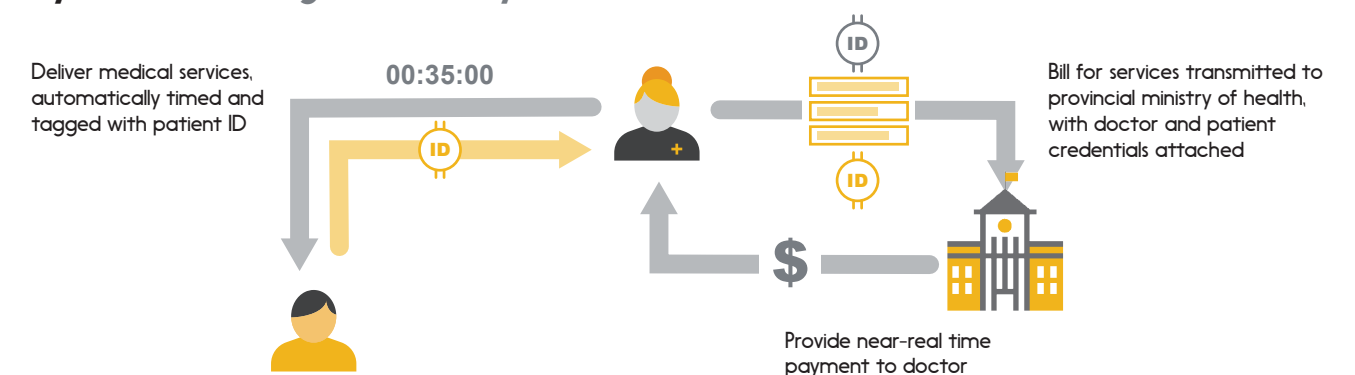 Deliver medical services,
automatically timed and
tagged with patient ID
00:35:00
ID
ID
ID
Bill for services transmitted to
provincial ministry of health,
with doctor and patient
credentials attached
$
Provide near-real time
payment to doctor